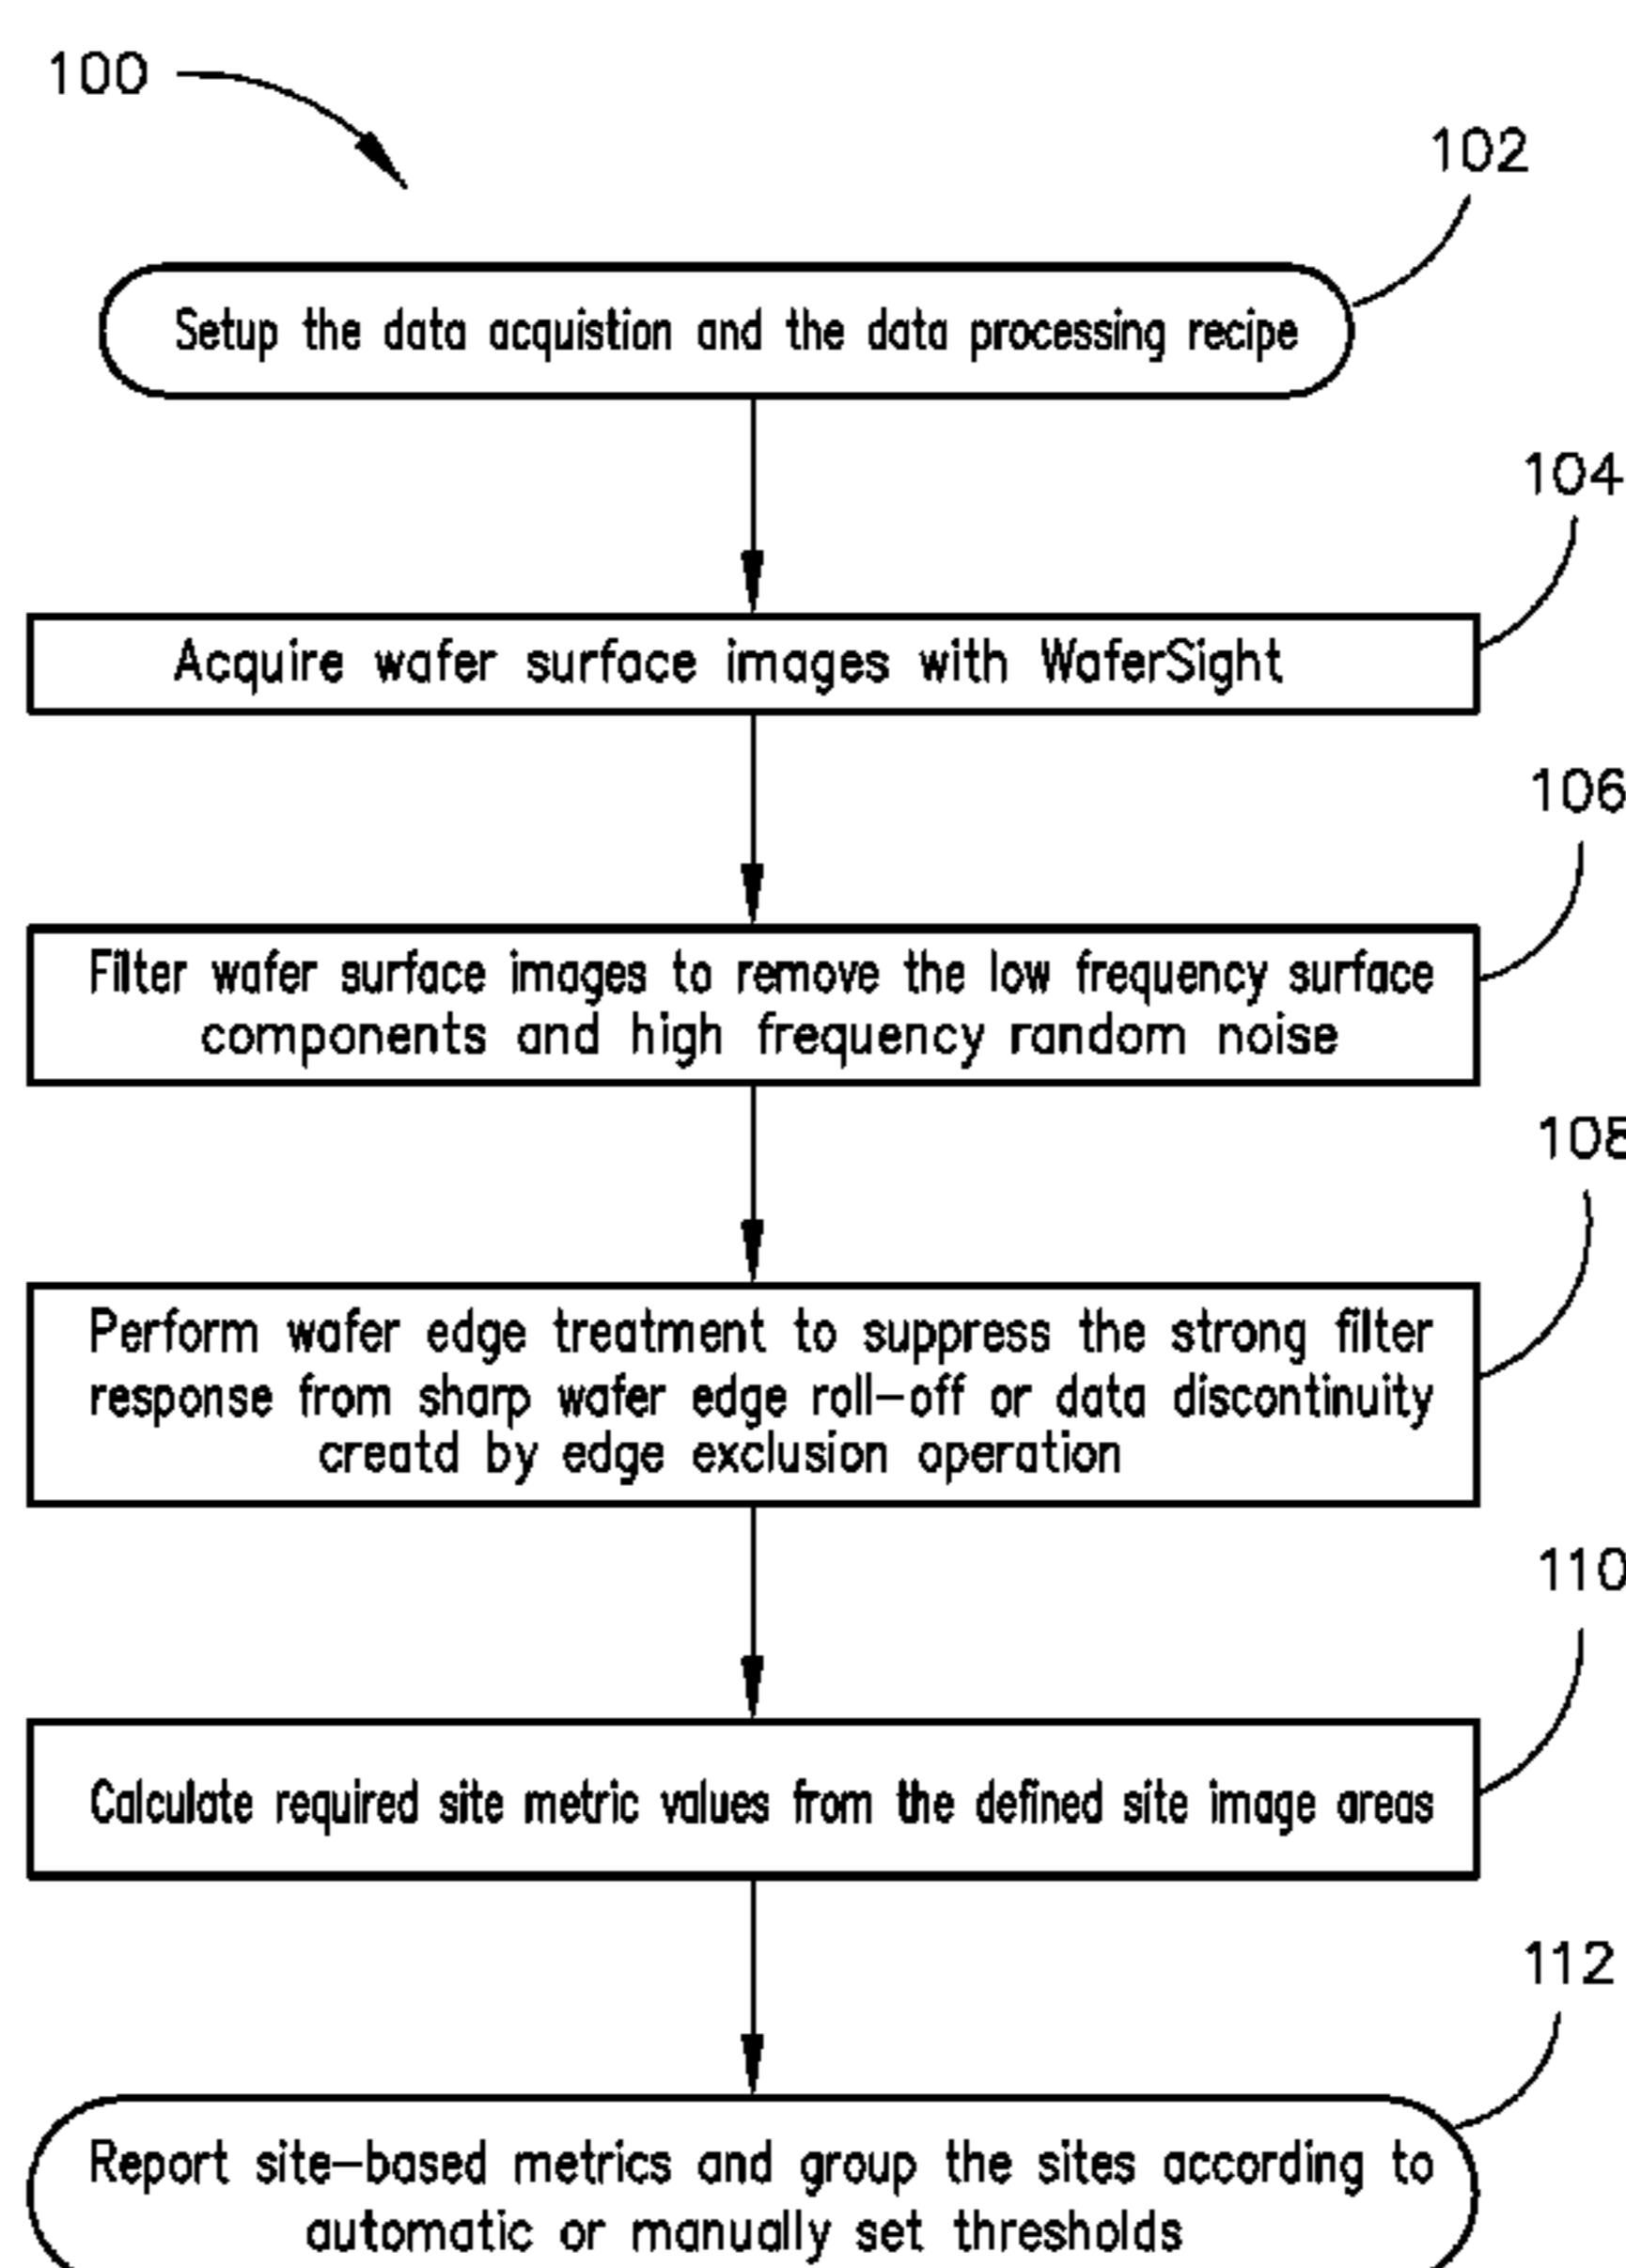 100
102
Setup the data acquistion and the data processing recipe
104
Acquire wafer surface images with WaferSight
106
Filter wafer surface images to remove the low frequency surface
components and high frequency random noise
108
Perform wafer edge treatment to suppress the strong filter
response from sharp wafer edge roll-off or data discontinuity
creatd by edge exclusion operation
110
Calculate required site metric values from the defined site image areas
112
Report site-based metrics and group the sites according to
automatic or manually set thresholds